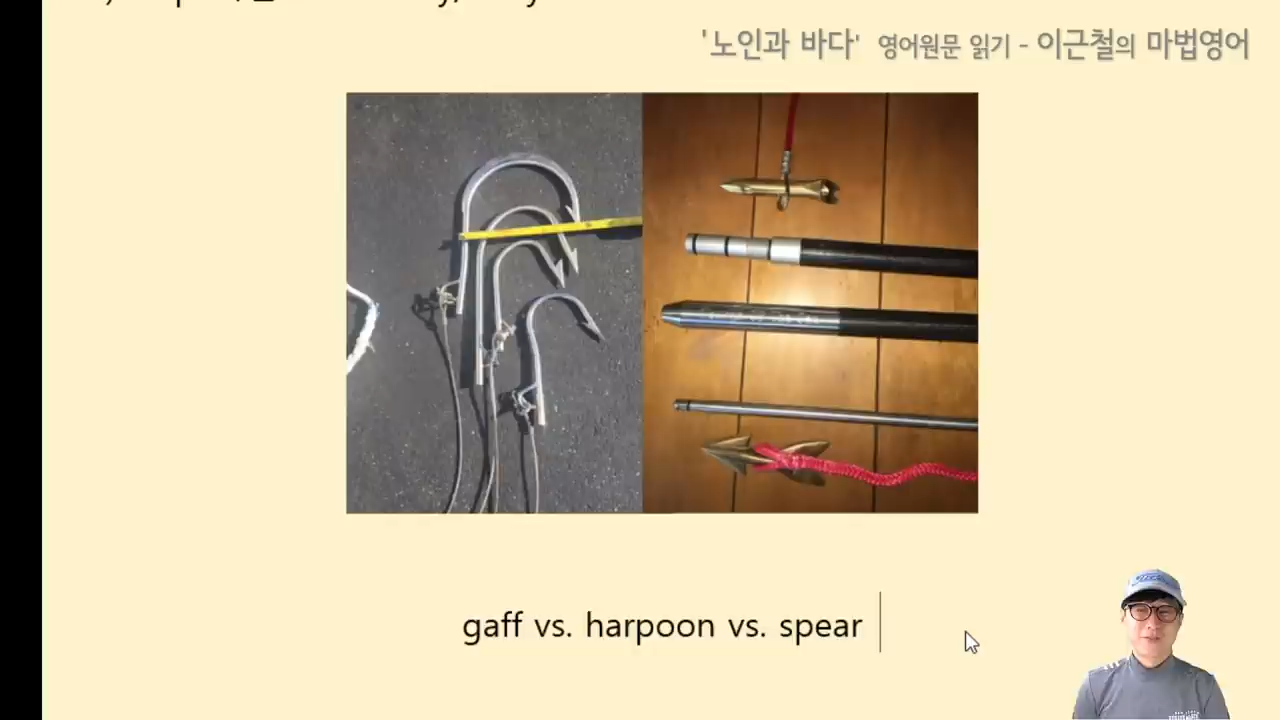 '노인과 바다' 영어원문 읽기 - 이근철의 마법영어
gaff vs. harpoon vs. spear